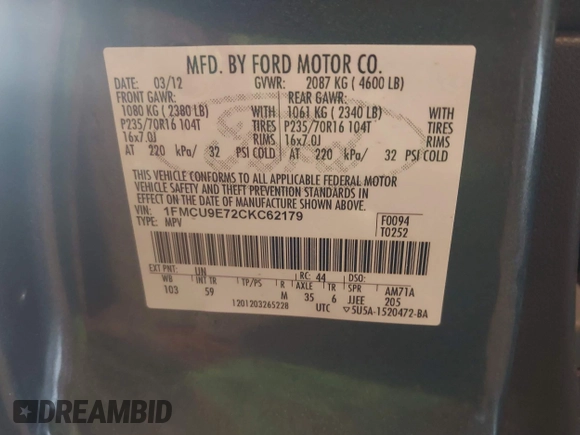 MFD. BY FORD MOTOR CO.
DATE: 03/12 GVWR: 2087 KG ( 4600 LB)
FRONT GAWR: REAR GAWR:
1080 KG ( 2380 LB) WITH 1061 KG ( 2340 LB) WITH
P235/70R16 104T TIRES P235/70R16 104T TIRES
16x7.0J RIMS 16x7.0J RIMS
AT 220 kPa/ 32 PSI COLD AT 220 kPa/ 32 PSI COLD
THIS VEHICLE CONFORMS TO ALL APPLICABLE FEDERAL MOTOR
VEHICLE SAFETY AND THEFT PREVENTION STANDARDS IN
EFFECT ON THE DATE OF MANUFACTURE SHOWN ABOVE.
VIN: 1FMCU9E72CKC62179 F0094
TYPE: MPV T0252
EXT PNT: UN RC: 44 DSO:
WB INT TR TP/PS R AXLE TR SPR AM71A
103 59 M 35 6 JJEE 205
1201203265228 UTC ▽5U5A-1520472-BA
Ford
DREAMBID